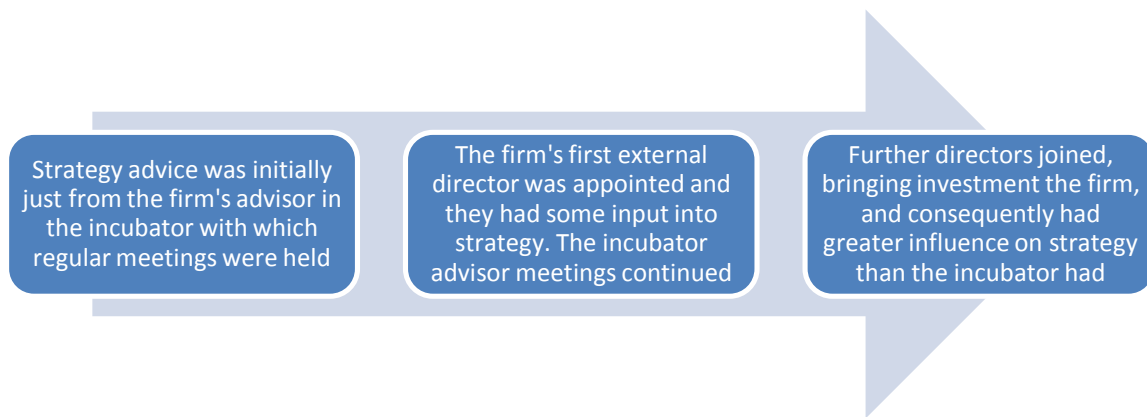 Strategy advice was initially
just from the firm's advisor in
the incubator with which
regular meetings were held
The firm's first external
director was appointed and
they had some input into
strategy. The incubator
advisor meetings continued
Further directors joined,
bringing investment the firm,
and consequently had
greater influence on strategy
than the incubator had